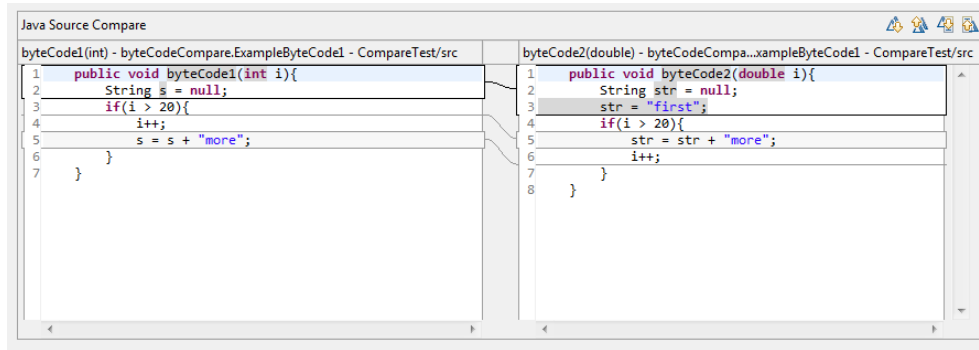 Java Source Compare
byteCode1(int) - byteCodeCompare.ExampleByteCode1 - CompareTest/src
1 public void byteCode1(int i){
2 String s = null;
3 if(i > 20){
4 i++;
5 s = s + "more";
6 }
7 }
byteCode2(double) - byteCodeCompa...xampleByteCode1 - CompareTest/src
1 public void byteCode2(double i){
2 String str = null;
3 str = "first";
4 if(i > 20){
5 str = str + "more";
6 i++;
7 }
8 }